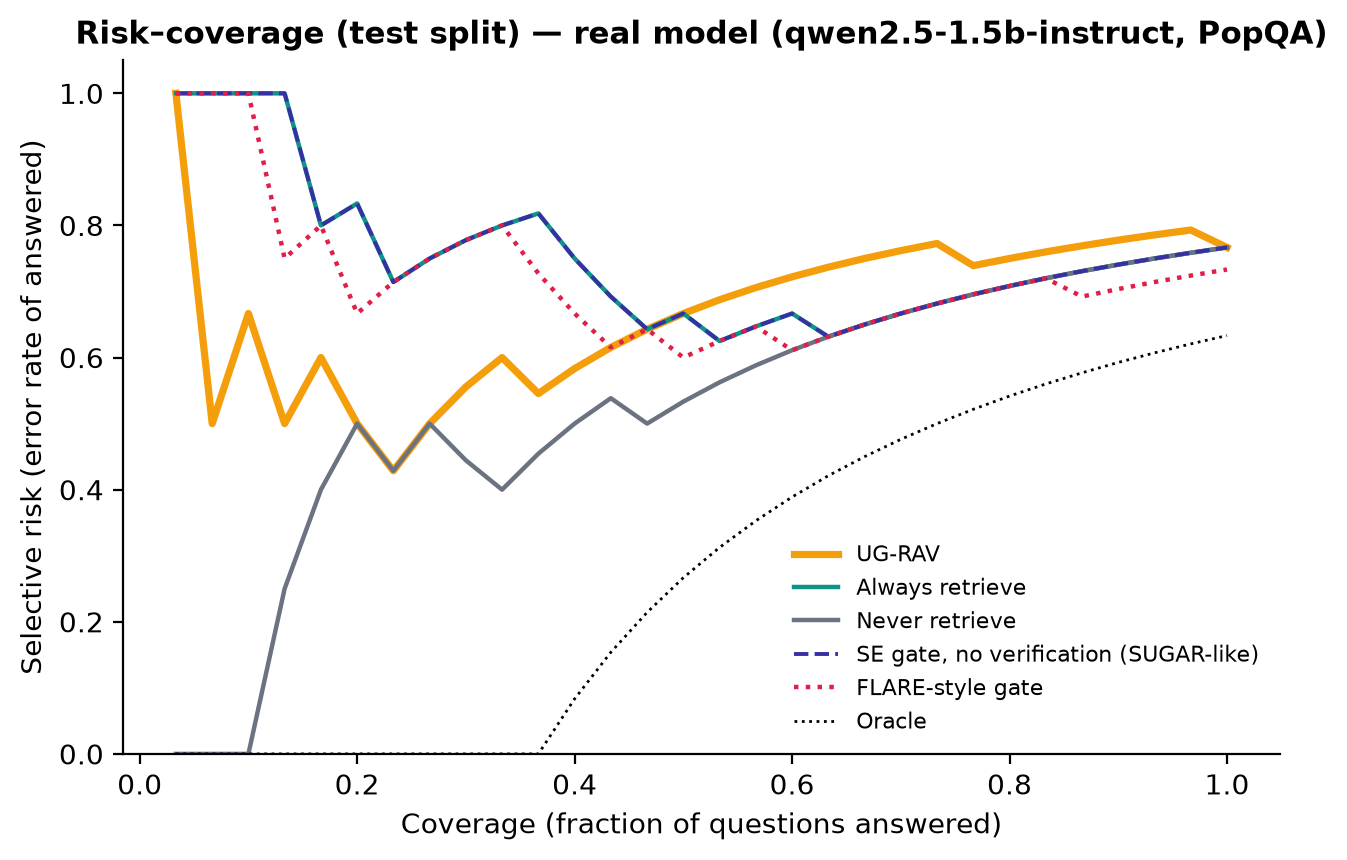 Risk–coverage (test split) — real model (qwen2.5-1.5b-instruct, PopQA)
Selective risk (error rate of answered)
1.0
0.8
0.6
0.4
0.2
0.0
UG-RAV
Always retrieve
Never retrieve
SE gate, no verification (SUGAR-like)
FLARE-style gate
Oracle
0.0 0.2 0.4 0.6 0.8 1.0
Coverage (fraction of questions answered)